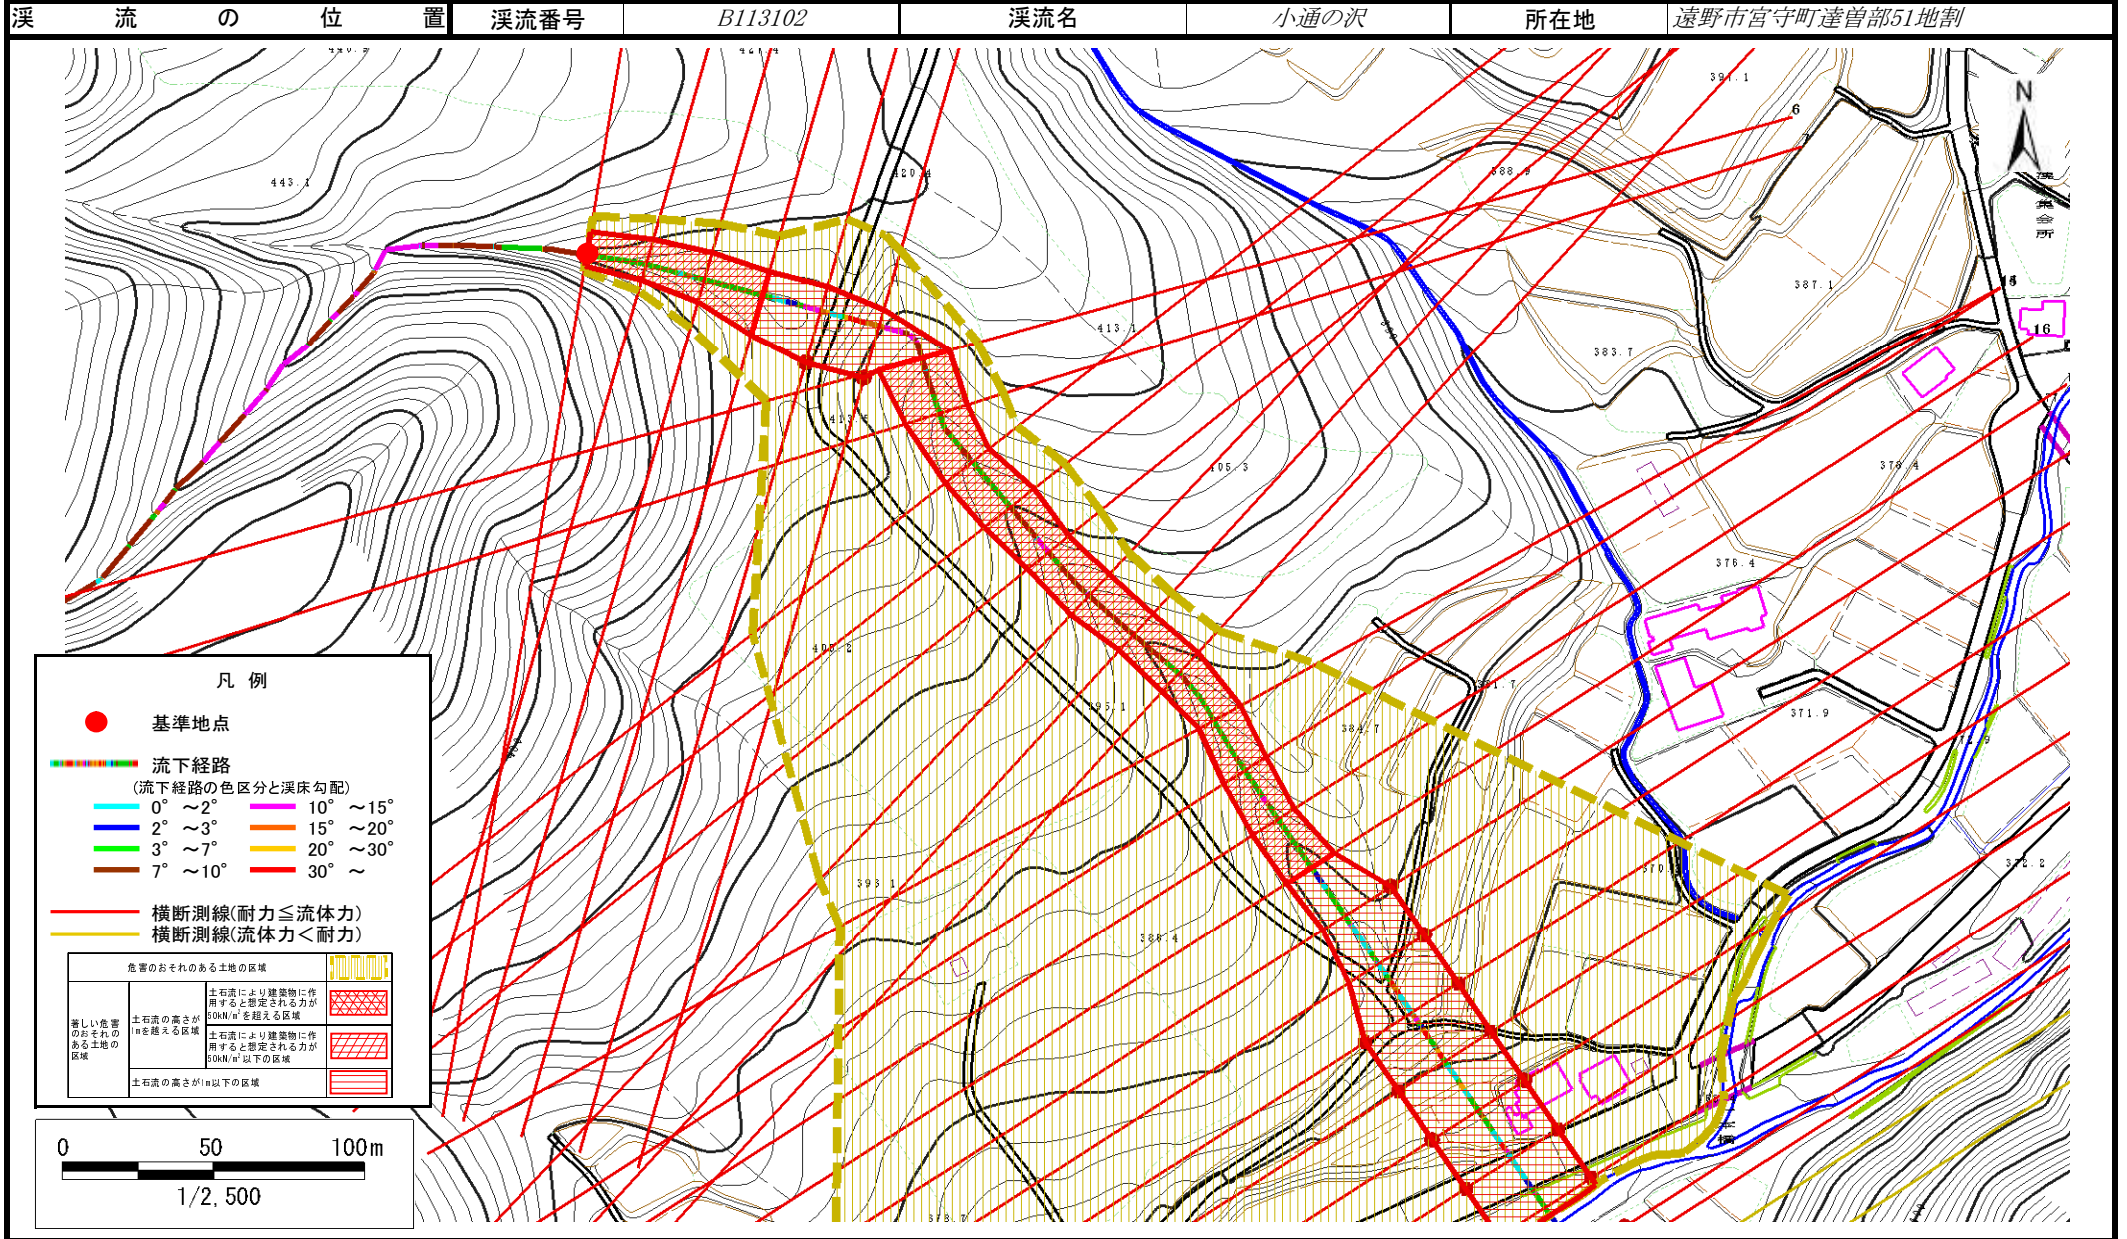 渓流の位置 渓流番号 B113102 渓流名 小通の沢 所在地 遠野市宮守町達曽部51地割
N
443.1
420.4
391.1
6
7
388.9
387.1
集会所
413.1
383.7
16
413.5
405.3
378.4
376.4
405.2
395.1
384.7
371.9
393.1
386.4
372.2
凡 例
基準地点
流下経路
(流下経路の色区分と渓床勾配)
0° ～2° 10° ～15°
2° ～3° 15° ～20°
3° ～7° 20° ～30°
7° ～10° 30° ～
横断測線(耐力≦流体力)
横断測線(流体力＜耐力)
危害のおそれのある土地の区域
著しい危害のおそれのある土地の区域
土石流の高さが1mを越える区域
土石流により建築物に作用すると想定される力が50kN/㎡を超える区域
土石流により建築物に作用すると想定される力が50kN/㎡以下の区域
土石流の高さが1m以下の区域
0 50 100m
1/2,500